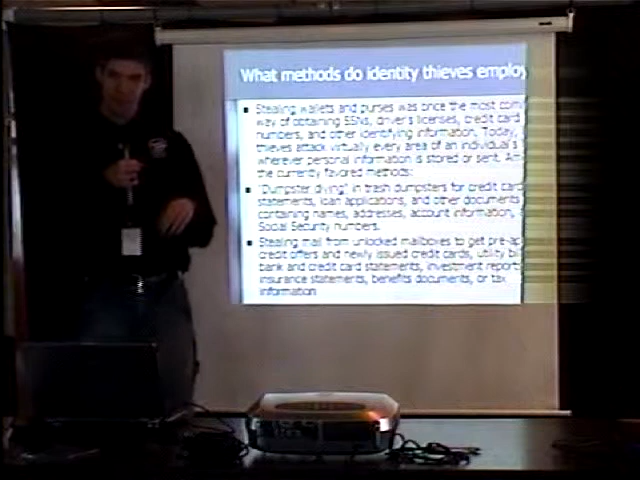 What methods do identity thieves employ
Stealing wallets and purses was once the most com
way of obtaining SSNs, driver's licenses, credit card
numbers, and other identifying information. Today,
thieves attack virtually every area of an individual's
wherever personal information is stored or sent. Am
the currently favored methods:
"Dumpster diving" in trash dumpsters for credit card
statements, loan applications, and other documents
containing names, addresses, account information,
Social Security numbers.
Stealing mail from unlocked mailboxes to get pre-ap
credit offers and newly issued credit cards, utility bil
bank and credit card statements, investment report
insurance statements, benefits documents, or tax
information